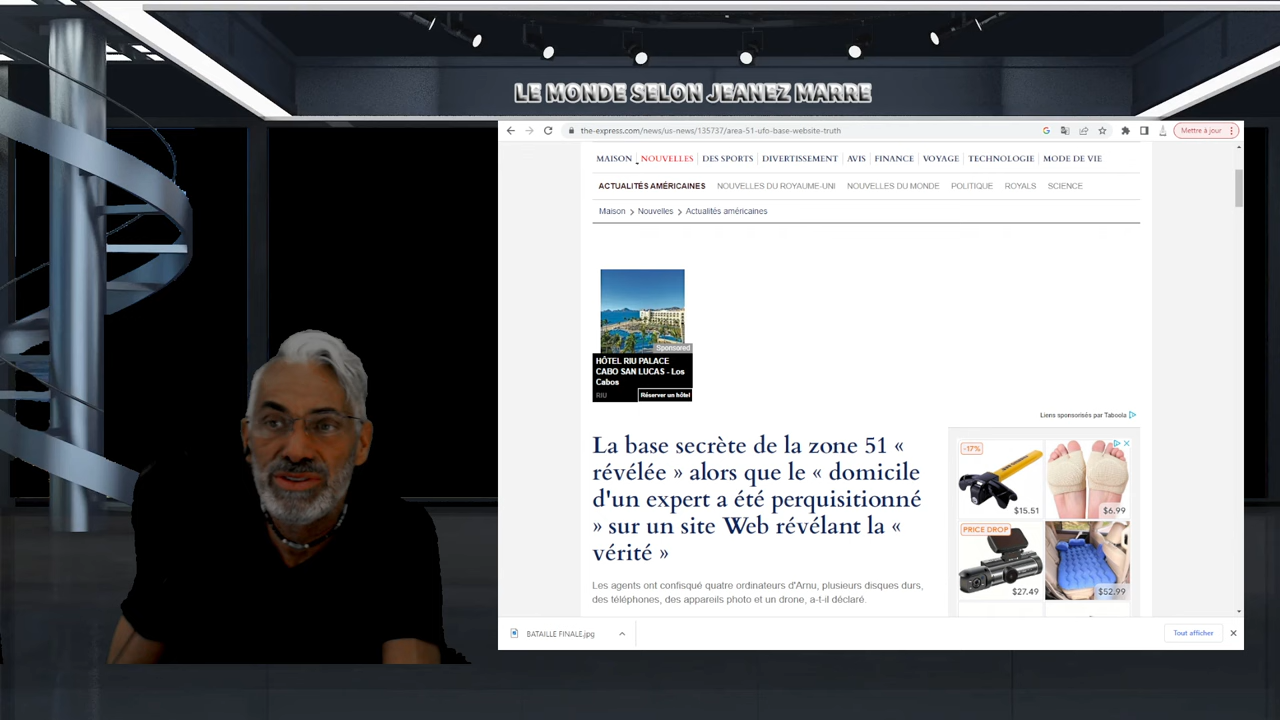 LE MONDE SELON JEANEZ MARRE
the-express.com/news/us-news/135737/area-51-ufo-base-website-truth
Mettre à jour
MAISON NOUVELLES DES SPORTS DIVERTISSEMENT AVIS FINANCE VOYAGE TECHNOLOGIE MODE DE VIE
ACTUALITÉS AMÉRICAINES NOUVELLES DU ROYAUME-UNI NOUVELLES DU MONDE POLITIQUE ROYALS SCIENCE
Maison > Nouvelles > Actualités américaines
Sponsored
HÔTEL RIU PALACE
CABO SAN LUCAS - Los
Cabos
RIU Réserver un hôtel
Liens sponsorisés par Taboola
La base secrète de la zone 51 «
révélée » alors que le « domicile
d'un expert a été perquisitionné
» sur un site Web révélant la «
vérité »
Les agents ont confisqué quatre ordinateurs d'Arnu, plusieurs disques durs,
des téléphones, des appareils photo et un drone, a-t-il déclaré.
-17%
$15.51
$6.99
PRICE DROP
$27.49
$52.99
BATAILLE FINALE.jpg
Tout afficher